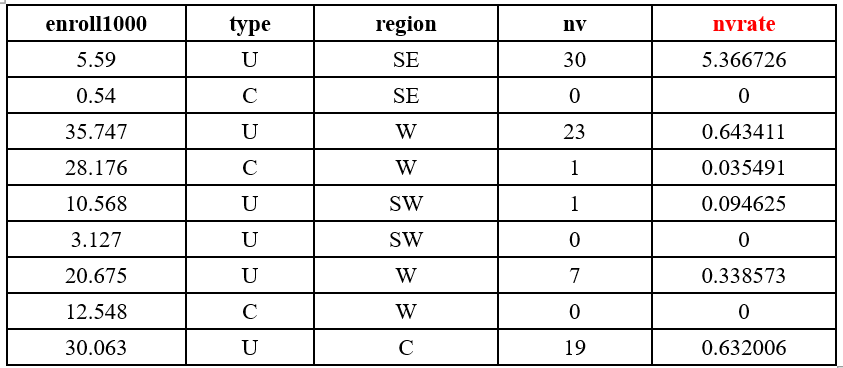 enroll1000 type region nv nvrate
5.59 U SE 30 5.366726
0.54 C SE 0 0
35.747 U W 23 0.643411
28.176 C W 1 0.035491
10.568 U SW 1 0.094625
3.127 U SW 0 0
20.675 U W 7 0.338573
12.548 C W 0 0
30.063 U C 19 0.632006